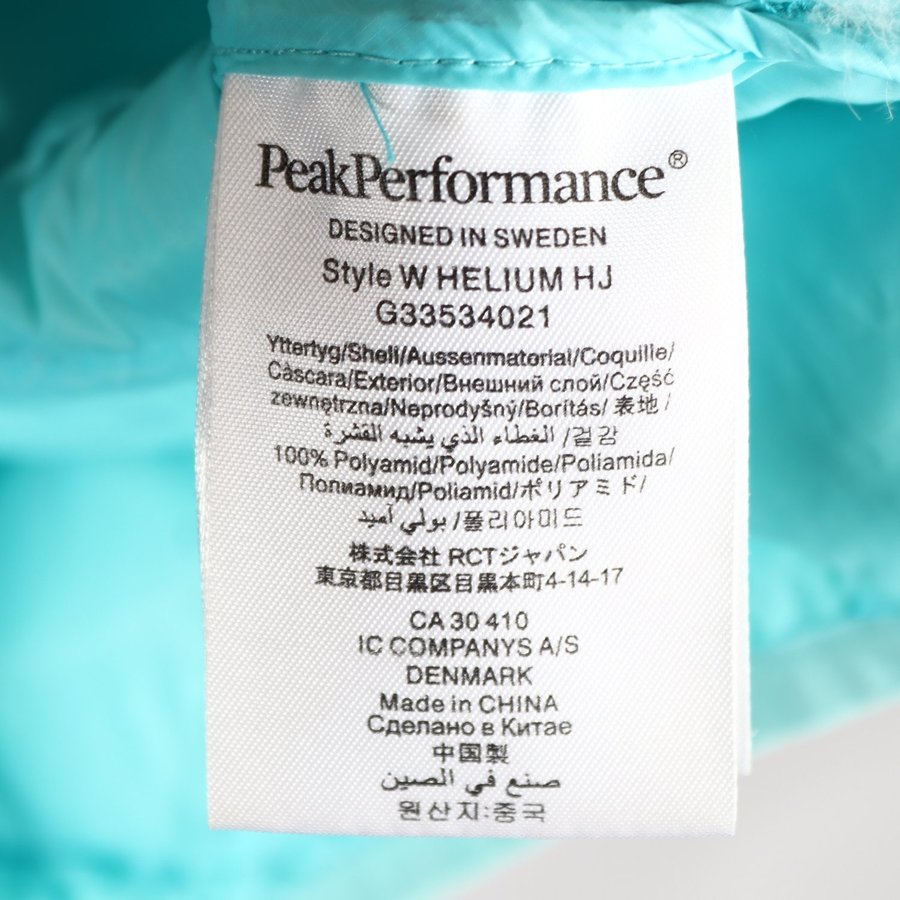 PeakPerformance®
DESIGNED IN SWEDEN
Style W HELIUM HJ
G33534021
Yttertyg/Shell/Aussenmaterial/Coquille/
Càscara/Exterior/Внешний слой/Część
zewnętrzna/Neprodyšný/Borítás/ 表地 /
الغطاء الذي يشبه القشرة /겉감
100% Polyamid/Polyamide/Poliamida/
Полиамид/Poliamid/ポリアミド/
بولي أميد /폴리아미드
株式会社 RCTジャパン
東京都目黒区目黒本町4-14-17
CA 30 410
IC COMPANYS A/S
DENMARK
Made in CHINA
Сделано в Китае
中国製
صنع في الصين
원산지:중국